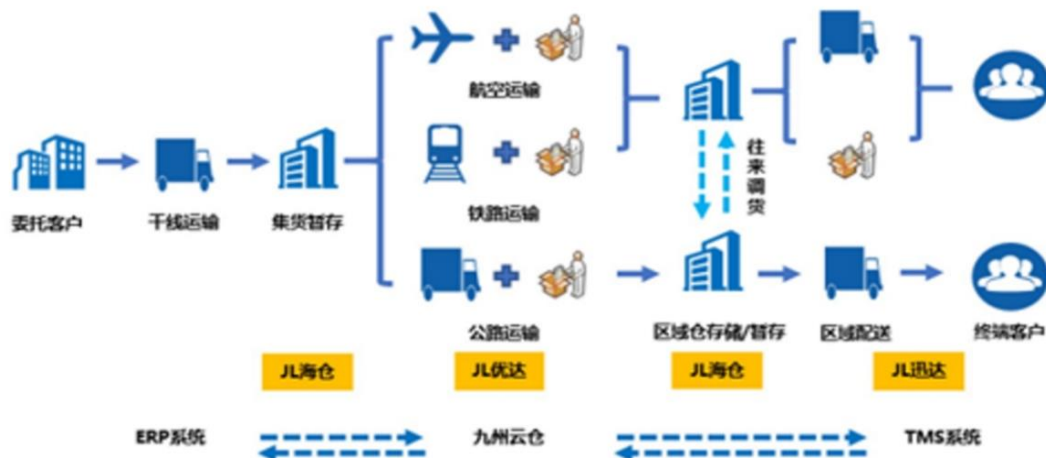 航空运输
往来调货
委托客户
干线运输
集货暂存
铁路运输
公路运输
区域仓存储/暂存
区域配送
终端客户
JL海仓
JL优达
JL海仓
JL迅达
ERP系统
九州云仓
TMS系统